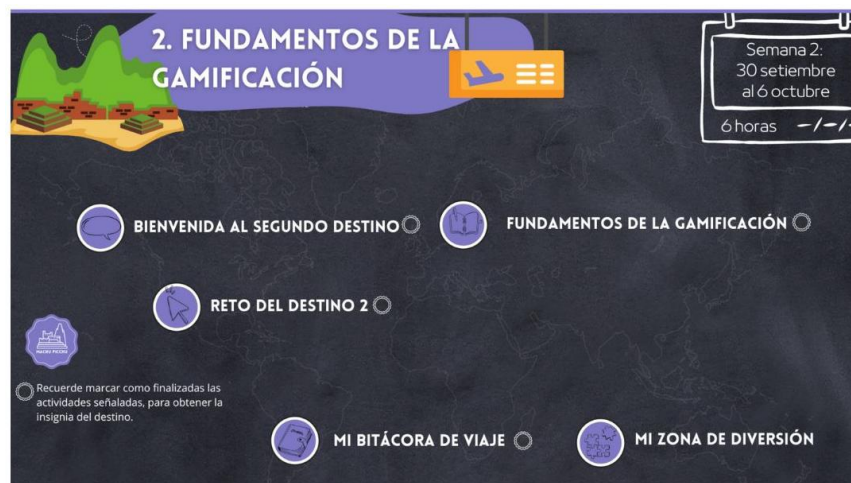 2. FUNDAMENTOS DE LA
GAMIFICACIÓN
Semana 2:
30 setiembre
al 6 octubre
6 horas
BIENVENIDA AL SEGUNDO DESTINO
FUNDAMENTOS DE LA GAMIFICACIÓN
RETO DEL DESTINO 2
MACHU PICCHU
Recuerde marcar como finalizadas las
actividades señaladas, para obtener la
insignia del destino.
MI BITÁCORA DE VIAJE
MI ZONA DE DIVERSIÓN